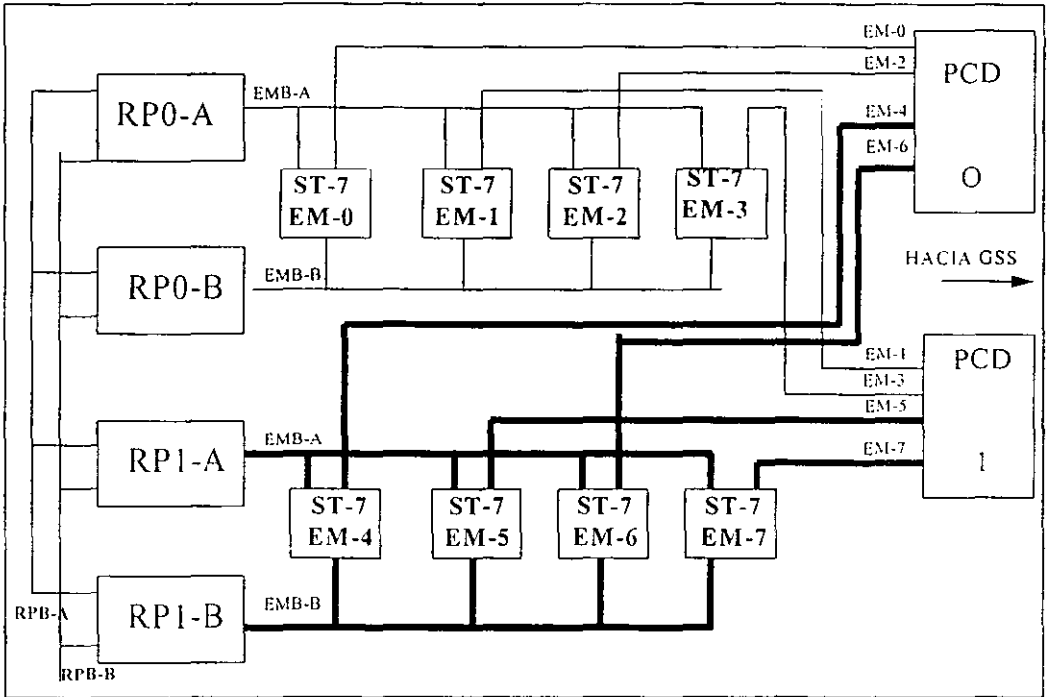 EM-0
EM-2
PCD
EM-4
EM-6
O
RP0-A
EMB-A
ST-7
EM-0
ST-7
EM-1
ST-7
EM-2
ST-7
EM-3
RP0-B
EMB-B
HACIA GSS
EM-1
EM-3
EM-5
EM-7
PCD
1
RP1-A
EMB-A
ST-7
EM-4
ST-7
EM-5
ST-7
EM-6
ST-7
EM-7
RP1-B
EMB-B
RPB-A
RPB-B